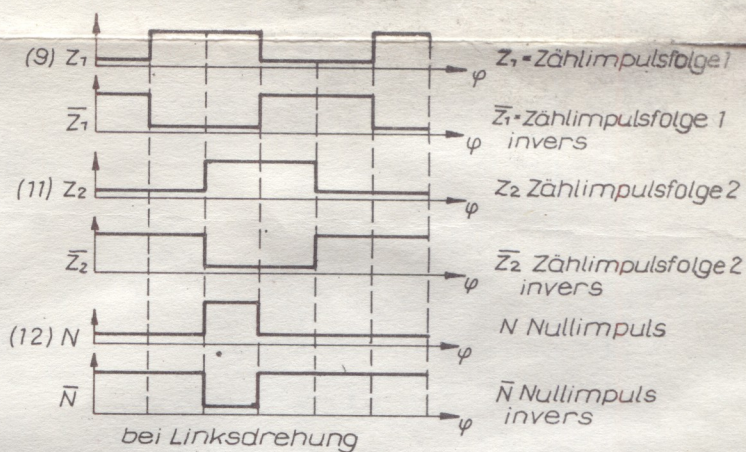 (9) Z₁ φ Z₁ = Zählimpulsfolge 1
Z̅₁ φ Z̅₁ = Zählimpulsfolge 1
invers
(11) Z₂ φ Z₂ Zählimpulsfolge 2
Z̅₂ φ Z̅₂ Zählimpulsfolge 2
invers
(12) N φ N Nullimpuls
N̅ φ N̅ Nullimpuls
invers
bei Linksdrehung